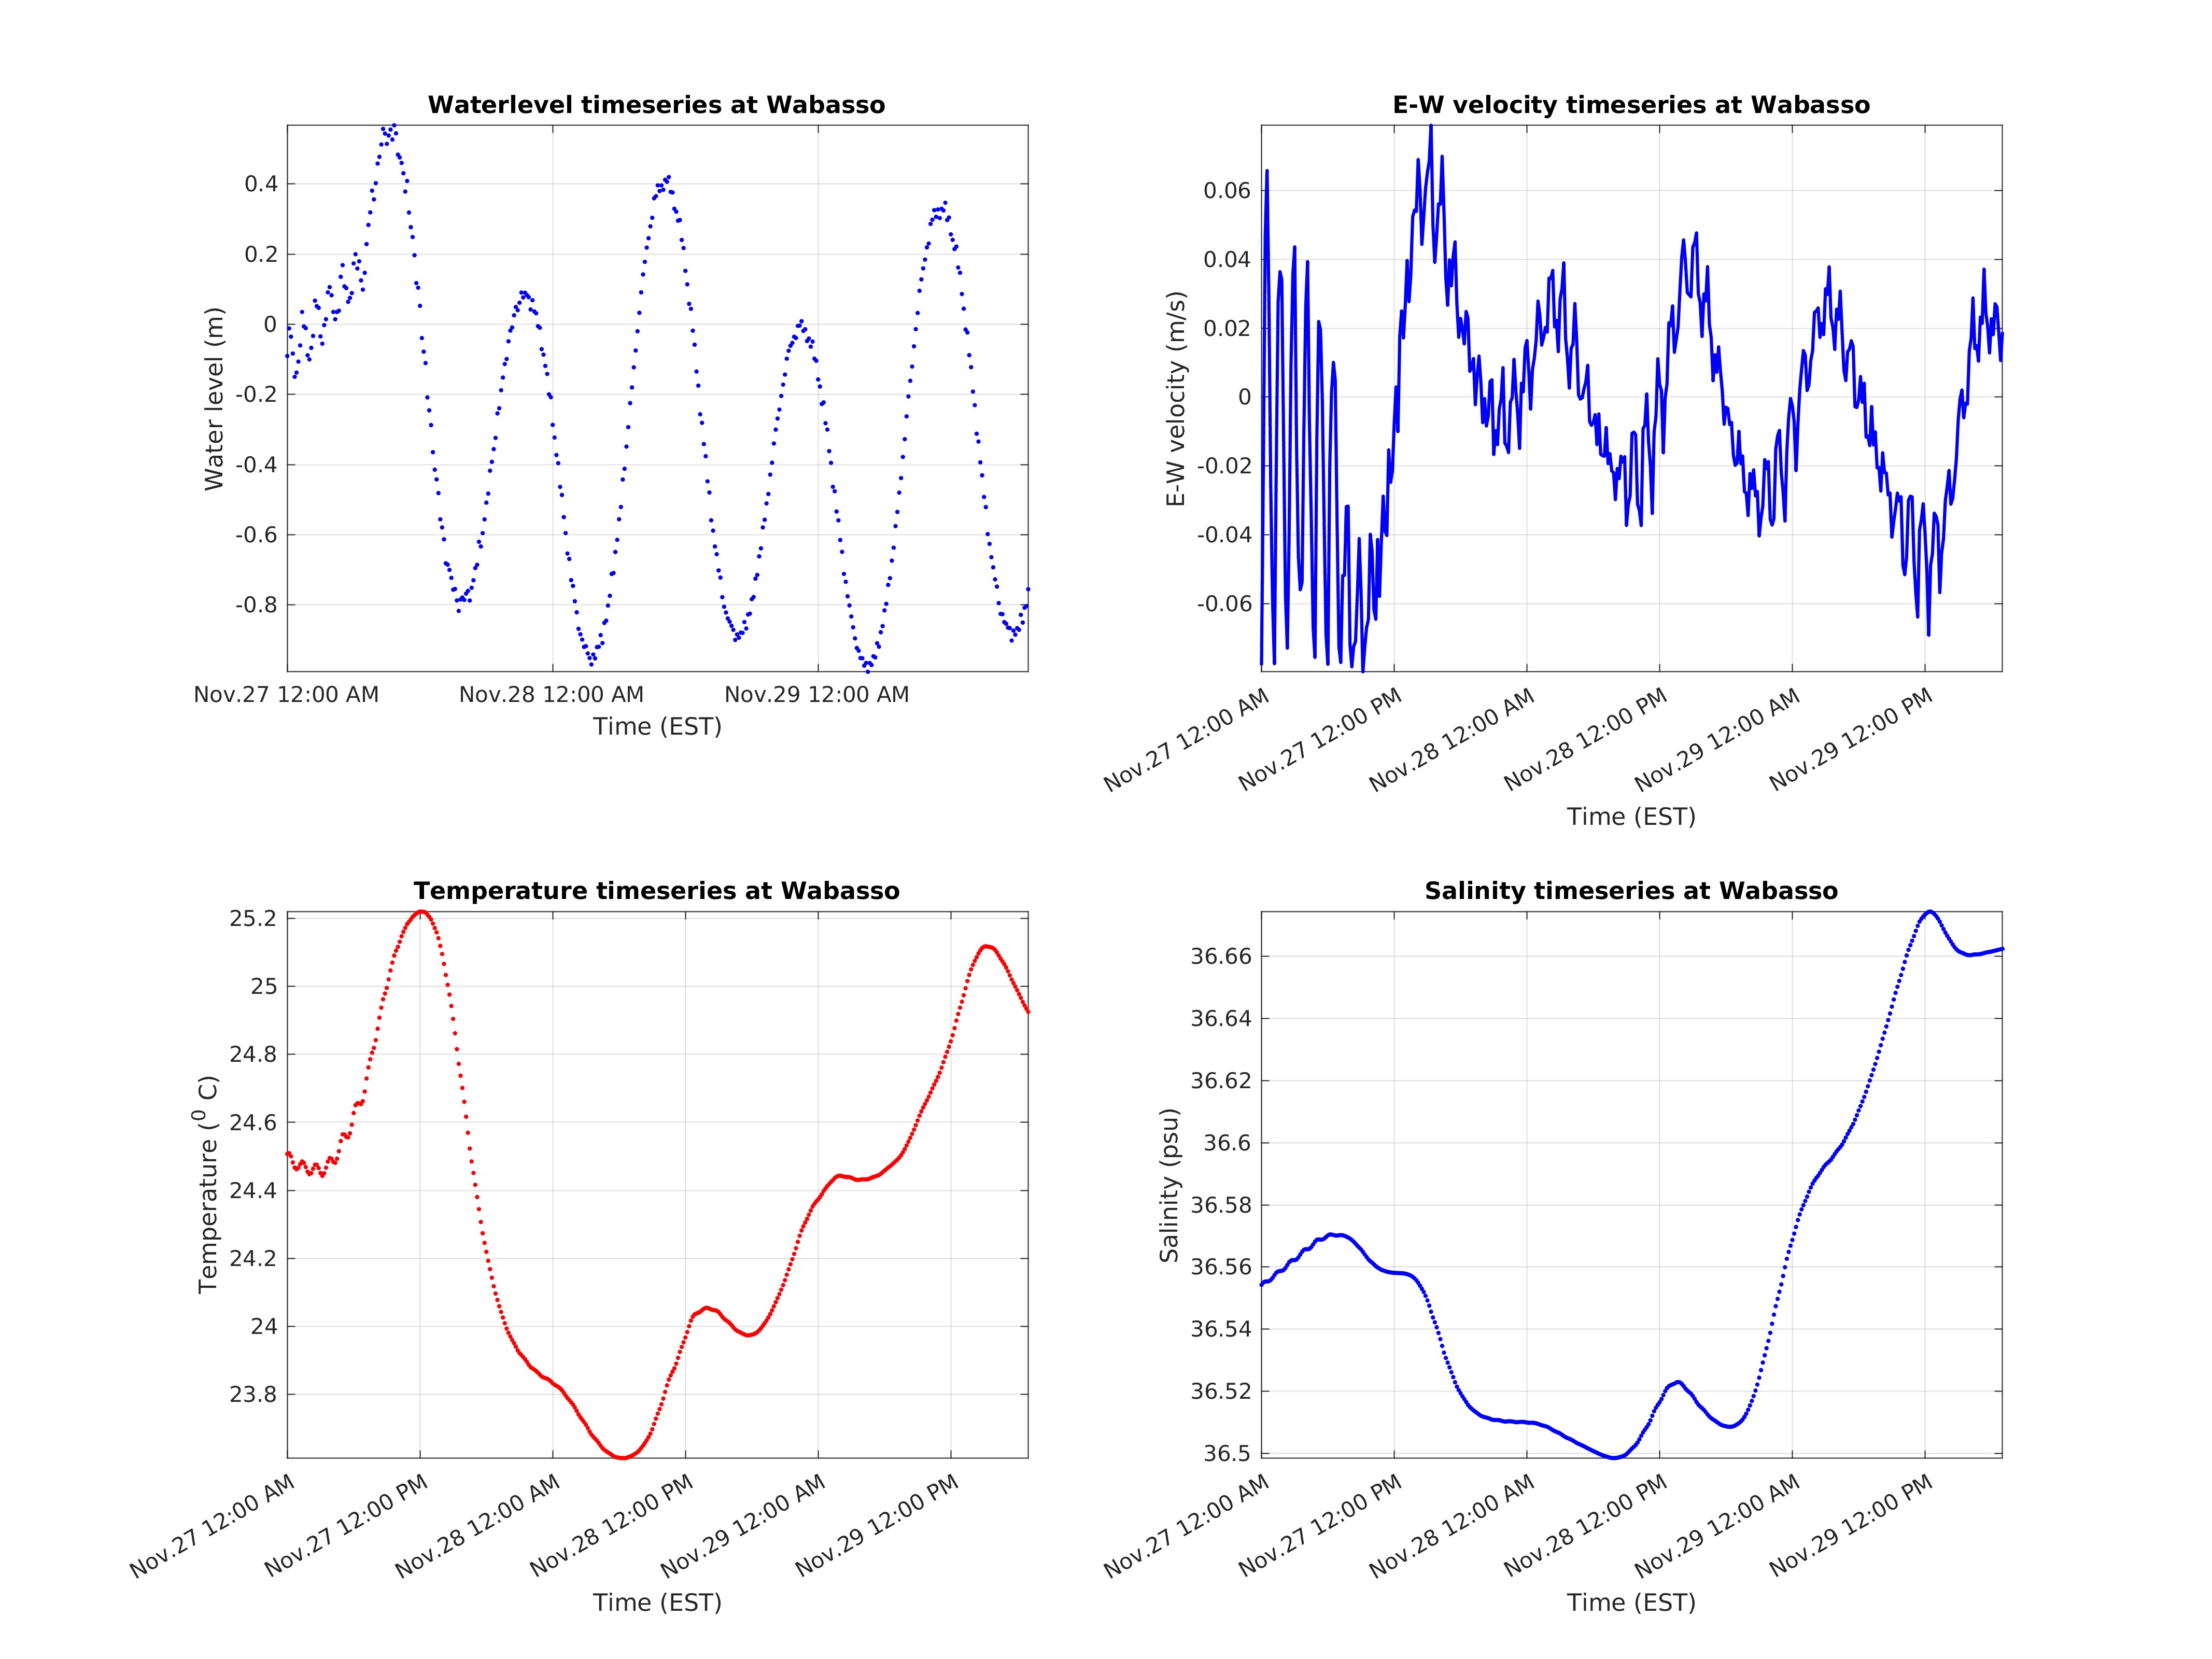 Waterlevel timeseries at Wabasso
Water level (m)
0.4
0.2
0
-0.2
-0.4
-0.6
-0.8
Nov.27 12:00 AM
Nov.28 12:00 AM
Nov.29 12:00 AM
Time (EST)
E-W velocity timeseries at Wabasso
E-W velocity (m/s)
0.06
0.04
0.02
0
-0.02
-0.04
-0.06
Nov.27 12:00 AM
Nov.27 12:00 PM
Nov.28 12:00 AM
Nov.28 12:00 PM
Nov.29 12:00 AM
Nov.29 12:00 PM
Time (EST)
Temperature timeseries at Wabasso
Temperature (⁰ C)
25.2
25
24.8
24.6
24.4
24.2
24
23.8
Nov.27 12:00 AM
Nov.27 12:00 PM
Nov.28 12:00 AM
Nov.28 12:00 PM
Nov.29 12:00 AM
Nov.29 12:00 PM
Time (EST)
Salinity timeseries at Wabasso
Salinity (psu)
36.66
36.64
36.62
36.6
36.58
36.56
36.54
36.52
36.5
Nov.27 12:00 AM
Nov.27 12:00 PM
Nov.28 12:00 AM
Nov.28 12:00 PM
Nov.29 12:00 AM
Nov.29 12:00 PM
Time (EST)